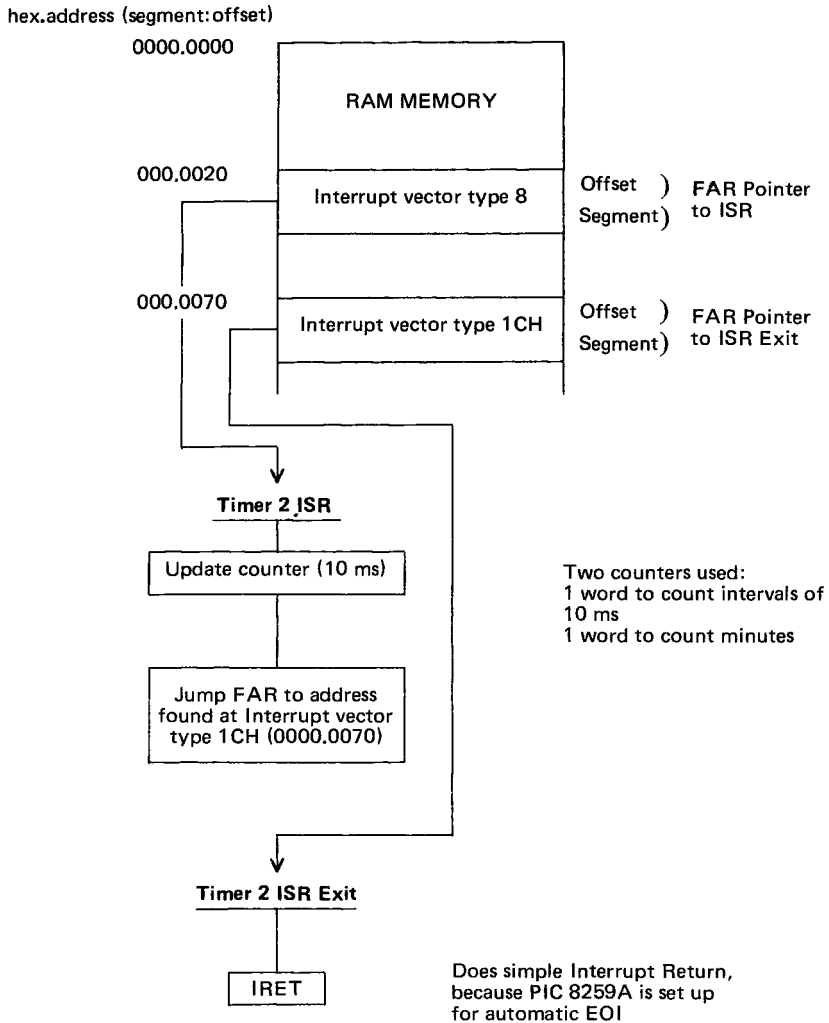 hex.address (segment:offset)
0000.0000
RAM MEMORY
000.0020
Interrupt vector type 8
Offset )
Segment)
FAR Pointer
to ISR
000.0070
Interrupt vector type 1CH
Offset )
Segment)
FAR Pointer
to ISR Exit
Timer 2 ISR
Update counter (10 ms)
Two counters used:
1 word to count intervals of
10 ms
1 word to count minutes
Jump FAR to address
found at Interrupt vector
type 1CH (0000.0070)
Timer 2 ISR Exit
IRET
Does simple Interrupt Return,
because PIC 8259A is set up
for automatic EOI